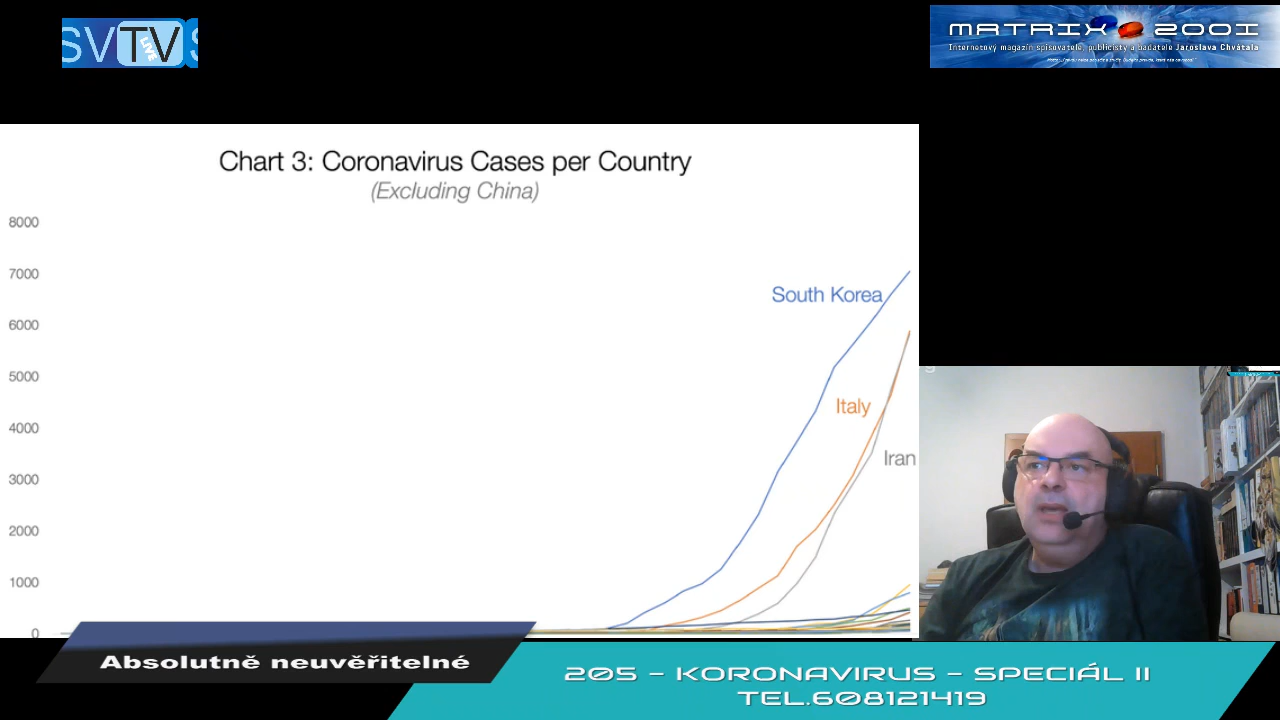 SVTVS
LIVE
MATRIX 2001
Internetový magazín spisovatele, publicisty a badatele Jaroslava Chvátala
Chart 3: Coronavirus Cases per Country
(Excluding China)
8000
7000
South Korea
6000
5000
Italy
4000
Iran
3000
2000
1000
0
Absolutně neuvěřitelné
205 - KORONAVIRUS - SPECIÁL II
TEL.608121419